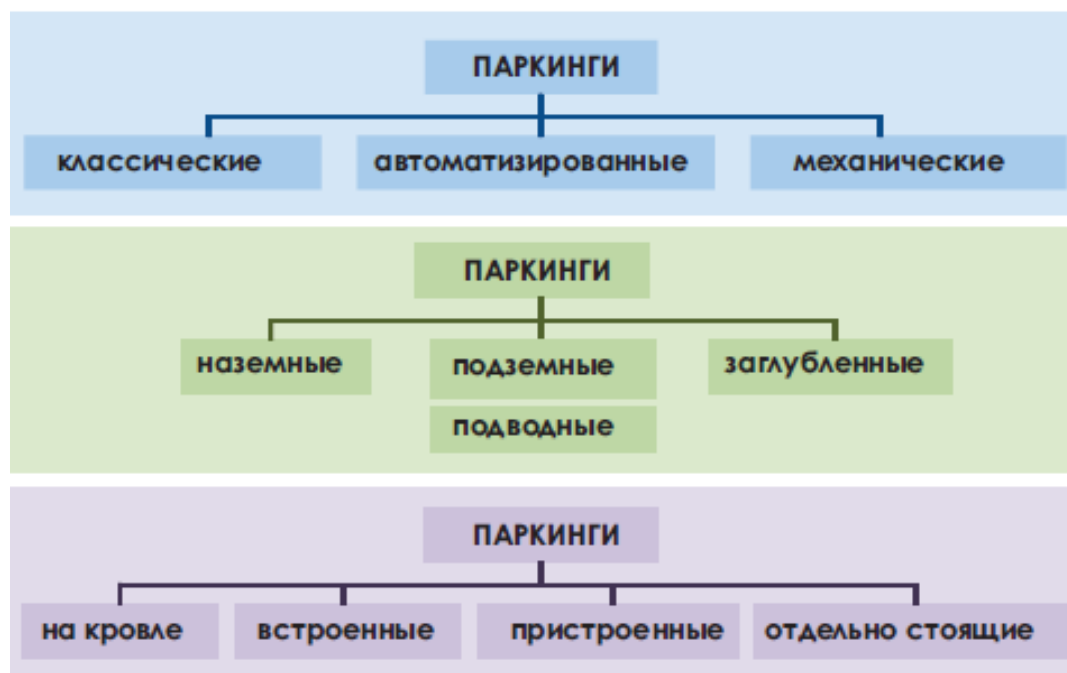 ПАРКИНГИ
классические автоматизированные механические
ПАРКИНГИ
наземные подземные заглубленные
подводные
ПАРКИНГИ
на кровле встроенные пристроенные отдельно стоящие